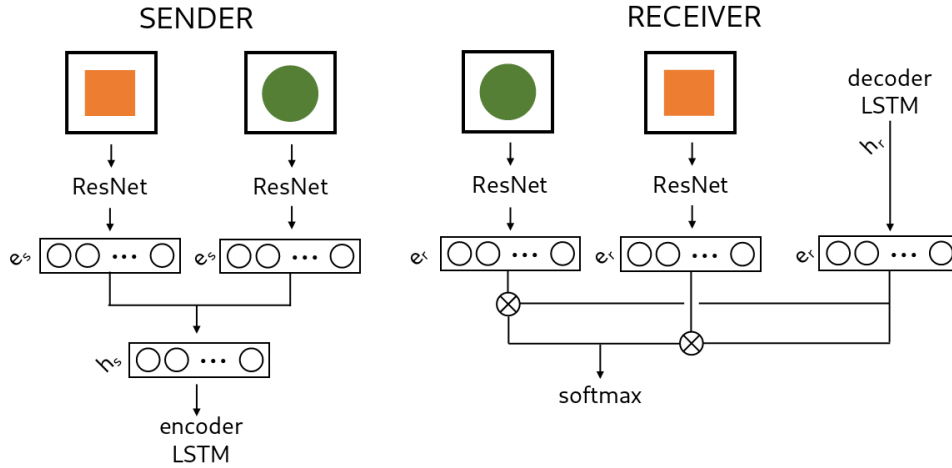 SENDER
RECEIVER
decoder
LSTM
hᵣ
ResNet
ResNet
ResNet
ResNet
eₛ
eₛ
eᵣ
eᵣ
eᵣ
hₛ
softmax
encoder
LSTM